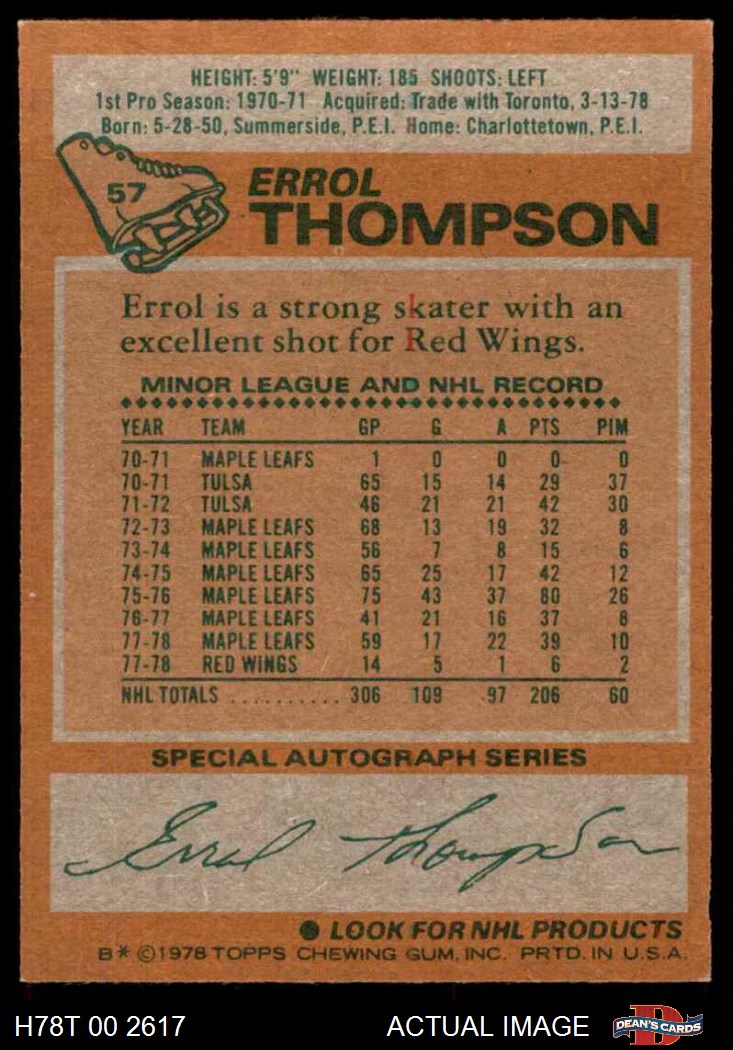 HEIGHT: 5'9" WEIGHT: 185 SHOOTS: LEFT
1st Pro Season: 1970-71 Acquired: Trade with Toronto, 3-13-78
Born: 5-28-50, Summerside, P.E.I. Home: Charlottetown, P.E.I.
57
ERROL
THOMPSON
Errol is a strong skater with an
excellent shot for Red Wings.
MINOR LEAGUE AND NHL RECORD
YEAR TEAM GP G A PTS PIM
70-71 MAPLE LEAFS 1 0 0 0 0
70-71 TULSA 65 15 14 29 37
71-72 TULSA 46 21 21 42 30
72-73 MAPLE LEAFS 68 13 19 32 8
73-74 MAPLE LEAFS 56 7 8 15 6
74-75 MAPLE LEAFS 65 25 17 42 12
75-76 MAPLE LEAFS 75 43 37 80 26
76-77 MAPLE LEAFS 41 21 16 37 8
77-78 MAPLE LEAFS 59 17 22 39 10
77-78 RED WINGS 14 5 1 6 2
NHL TOTALS .......... 306 109 97 206 60
SPECIAL AUTOGRAPH SERIES
Errol Thompson
● LOOK FOR NHL PRODUCTS
B* ©1978 TOPPS CHEWING GUM, INC. PRTD. IN U.S.A.
H78T 00 2617 ACTUAL IMAGE DEAN'S CARDS